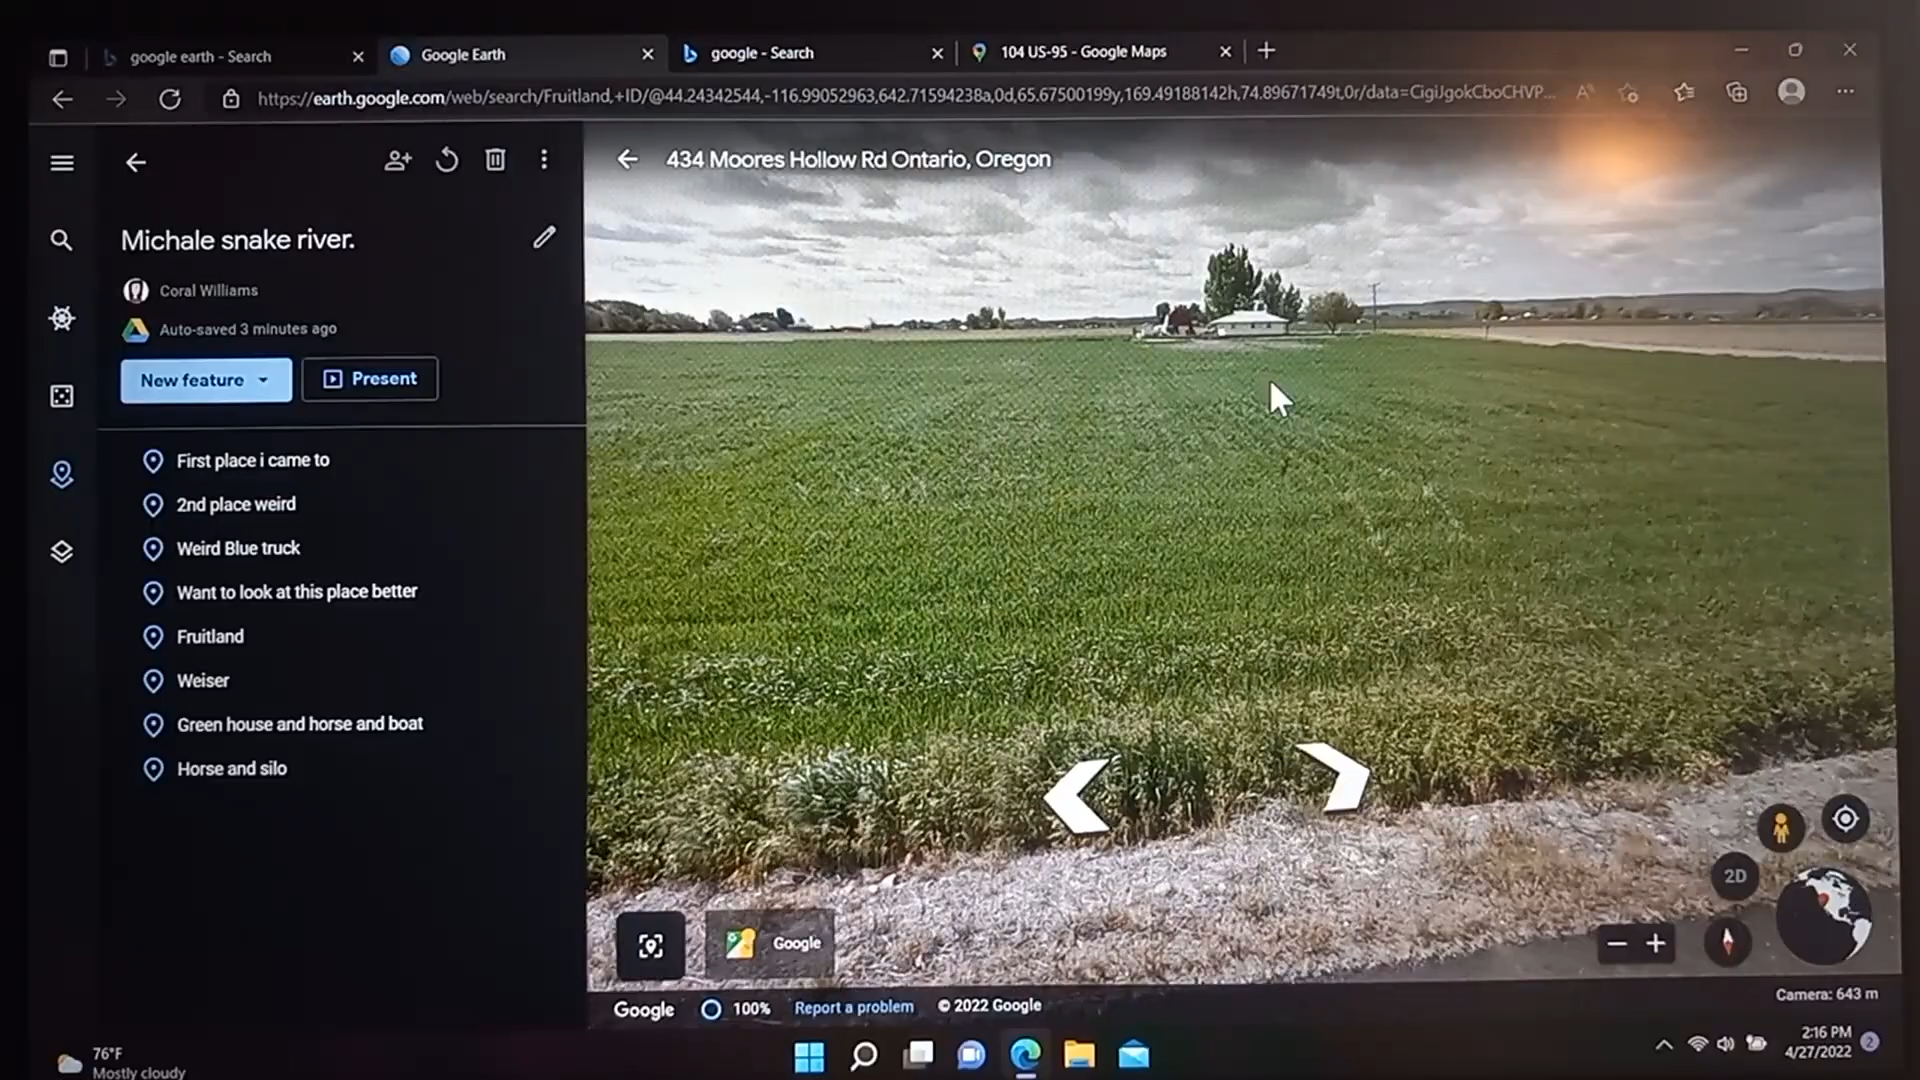 google earth - Search
Google Earth
google - Search
104 US-95 - Google Maps
https://earth.google.com/web/search/Fruitland,+ID/@44.24342544,-116.99052963,642.71594238a,0d,65.67500199y,169.49188142h,74.89671749t,0r/data=CigiJgokCboCHVP...
434 Moores Hollow Rd Ontario, Oregon
Michale snake river.
Coral Williams
Auto-saved 3 minutes ago
New feature
Present
First place i came to
2nd place weird
Weird Blue truck
Want to look at this place better
Fruitland
Weiser
Green house and horse and boat
Horse and silo
2D
Google
Google
100%
Report a problem
© 2022 Google
Camera: 643 m
76°F
Mostly cloudy
2:16 PM
4/27/2022
2